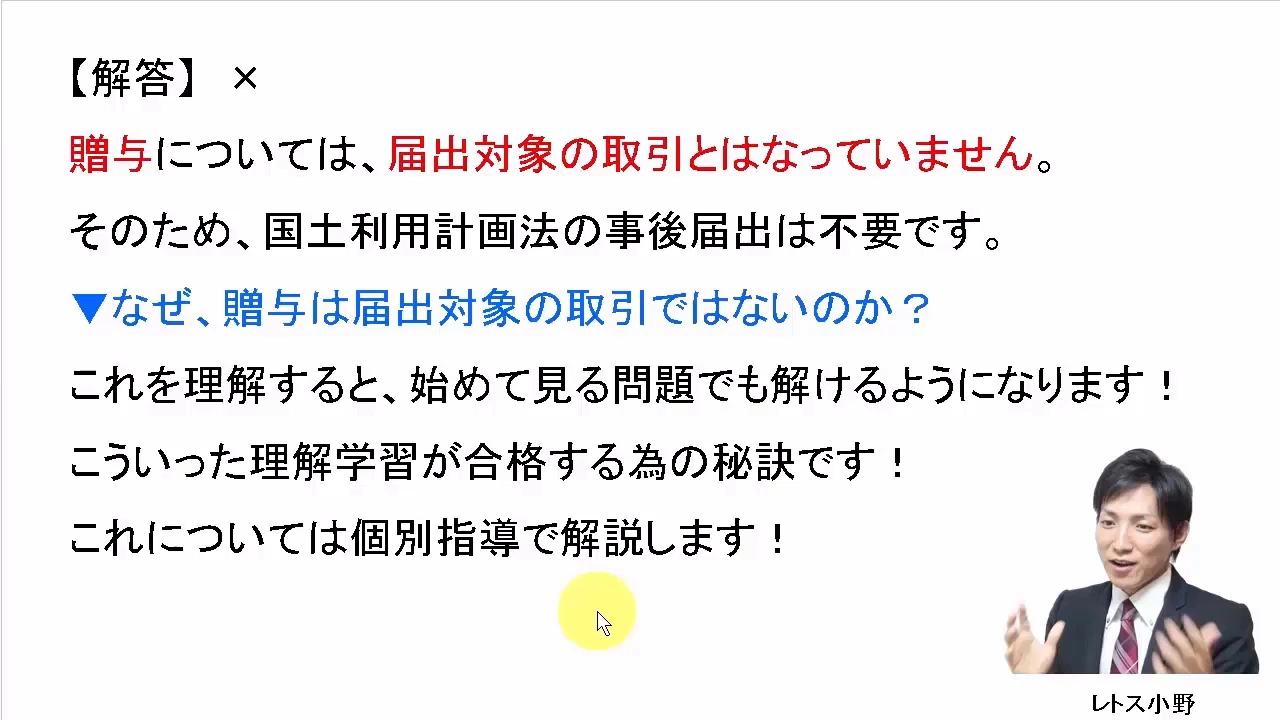 【解答】 ×
贈与については、届出対象の取引とはなっていません。
そのため、国土利用計画法の事後届出は不要です。
▼なぜ、贈与は届出対象の取引ではないのか？
これを理解すると、始めて見る問題でも解けるようになります！
こういった理解学習が合格する為の秘訣です！
これについては個別指導で解説します！
レトス小野